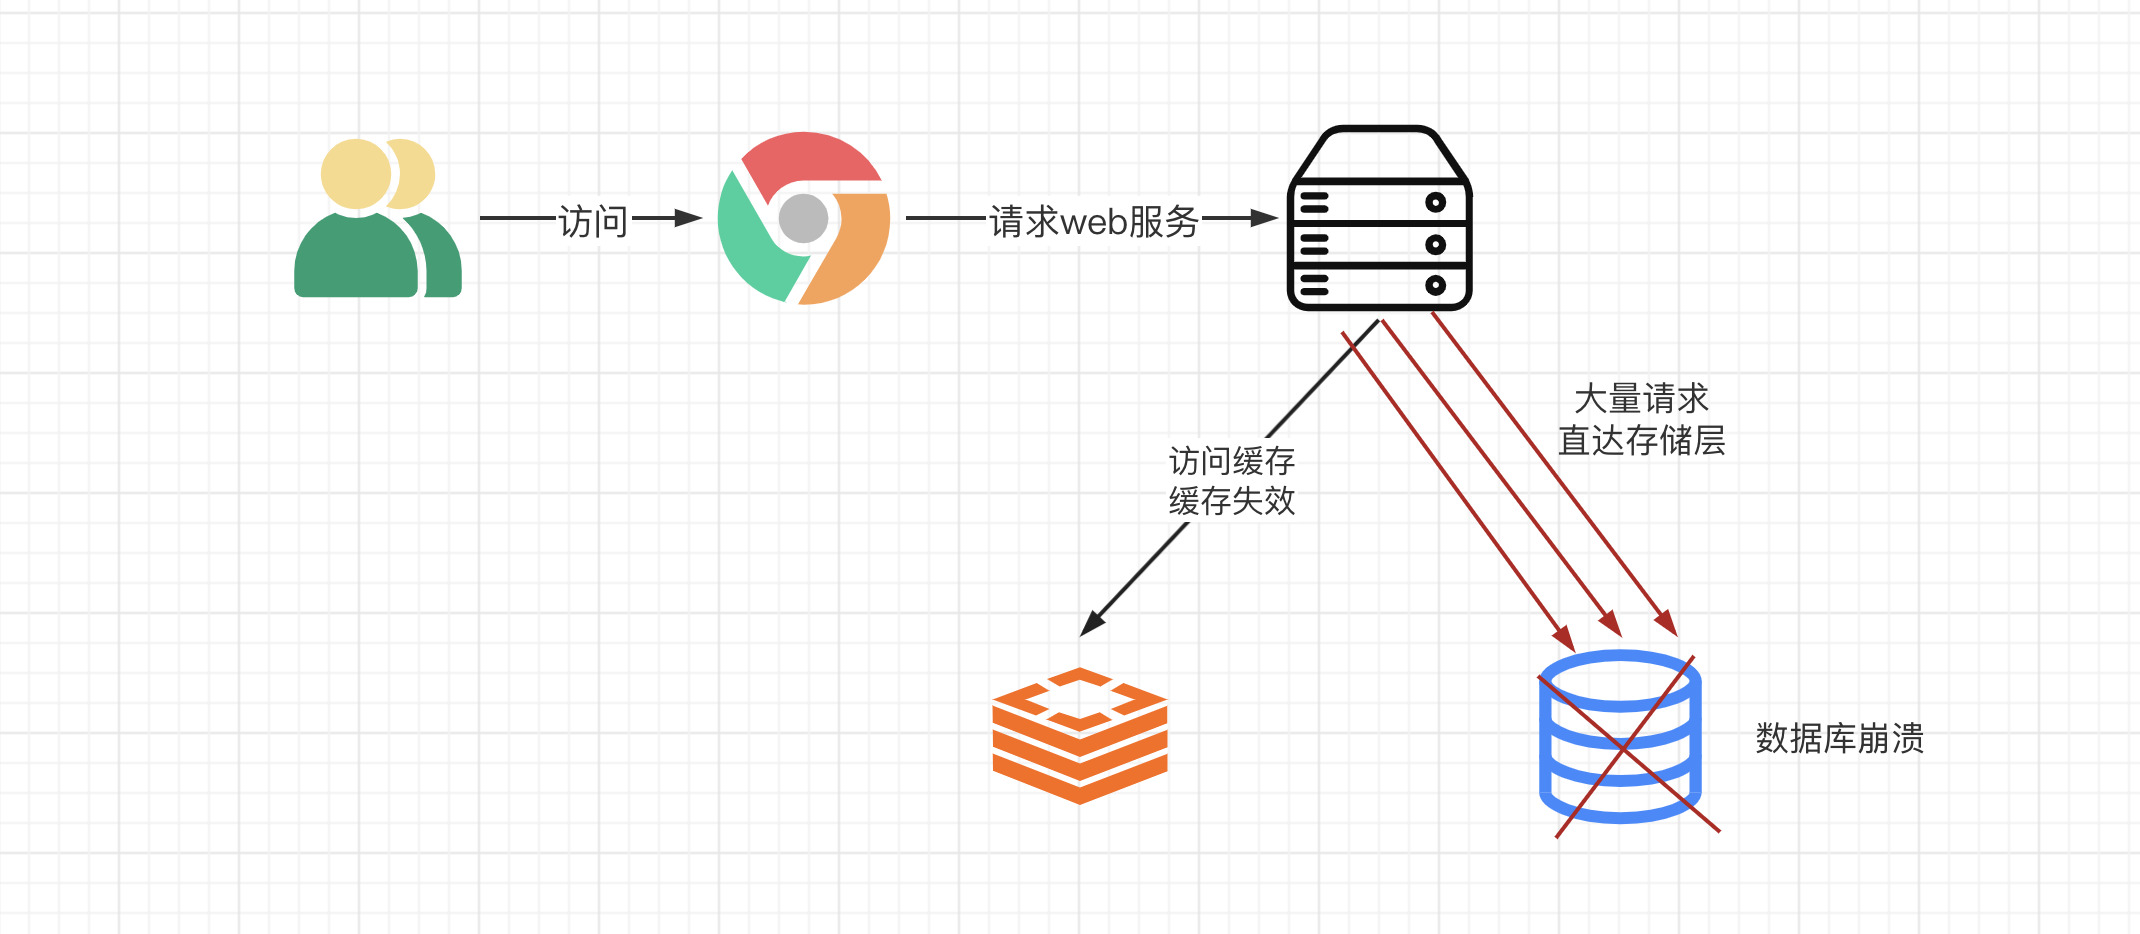 访问
请求web服务
大量请求
直达存储层
访问缓存
缓存失效
数据库崩溃